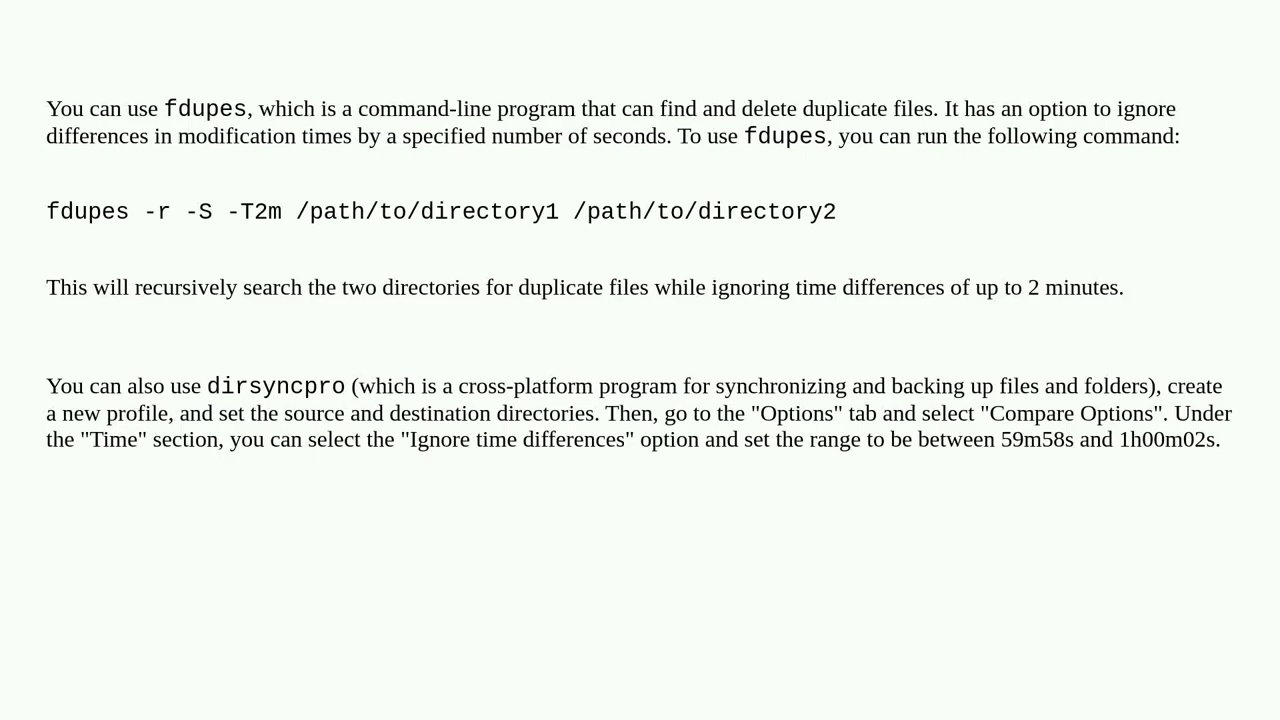 You can use fdupes, which is a command-line program that can find and delete duplicate files. It has an option to ignore
differences in modification times by a specified number of seconds. To use fdupes, you can run the following command:
fdupes -r -S -T2m /path/to/directory1 /path/to/directory2
This will recursively search the two directories for duplicate files while ignoring time differences of up to 2 minutes.
You can also use dirsyncpro (which is a cross-platform program for synchronizing and backing up files and folders), create
a new profile, and set the source and destination directories. Then, go to the "Options" tab and select "Compare Options". Under
the "Time" section, you can select the "Ignore time differences" option and set the range to be between 59m58s and 1h00m02s.